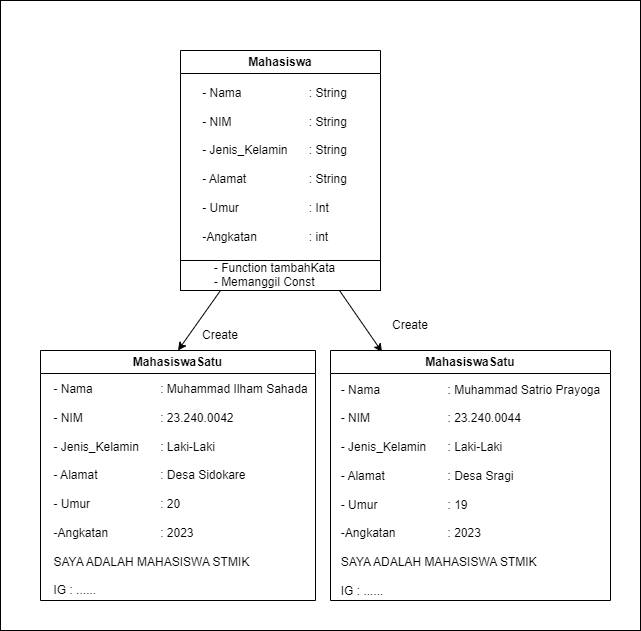 Mahasiswa
- Nama : String
- NIM : String
- Jenis_Kelamin : String
- Alamat : String
- Umur : Int
-Angkatan : int
- Function tambahKata
- Memanggil Const
Create
Create
MahasiswaSatu
- Nama : Muhammad Ilham Sahada
- NIM : 23.240.0042
- Jenis_Kelamin : Laki-Laki
- Alamat : Desa Sidokare
- Umur : 20
-Angkatan : 2023
SAYA ADALAH MAHASISWA STMIK
IG : ......
MahasiswaSatu
- Nama : Muhammad Satrio Prayoga
- NIM : 23.240.0044
- Jenis_Kelamin : Laki-Laki
- Alamat : Desa Sragi
- Umur : 19
-Angkatan : 2023
SAYA ADALAH MAHASISWA STMIK
IG : ......